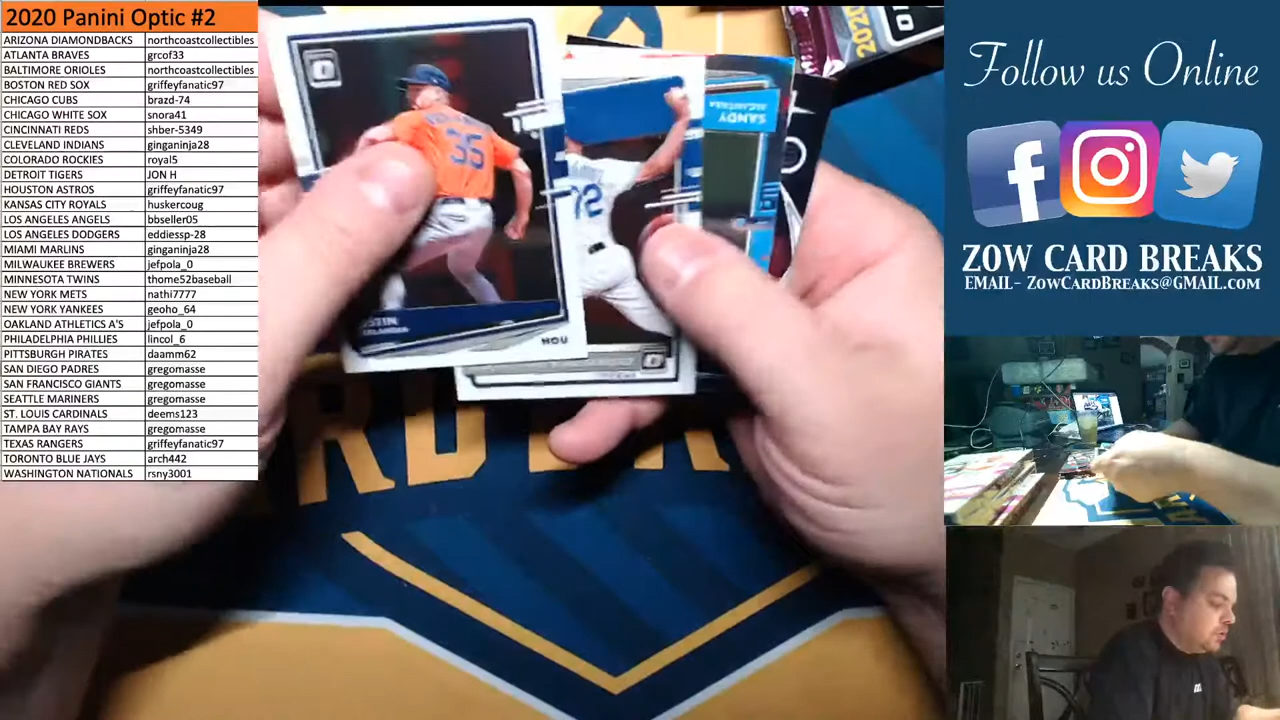 2020 Panini Optic #2
ARIZONA DIAMONDBACKS northcoastcollectibles
ATLANTA BRAVES grcof33
BALTIMORE ORIOLES northcoastcollectibles
BOSTON RED SOX griffeyfanatic97
CHICAGO CUBS brazd-74
CHICAGO WHITE SOX snora41
CINCINNATI REDS shber-5349
CLEVELAND INDIANS ginganinja28
COLORADO ROCKIES royal5
DETROIT TIGERS JON H
HOUSTON ASTROS griffeyfanatic97
KANSAS CITY ROYALS huskercoug
LOS ANGELES ANGELS bbseller05
LOS ANGELES DODGERS eddiessp-28
MIAMI MARLINS ginganinja28
MILWAUKEE BREWERS jefpola_0
MINNESOTA TWINS thome52baseball
NEW YORK METS nathi7777
NEW YORK YANKEES geoho_64
OAKLAND ATHLETICS A'S jefpola_0
PHILADELPHIA PHILLIES lincol_6
PITTSBURGH PIRATES daamm62
SAN DIEGO PADRES gregomasse
SAN FRANCISCO GIANTS gregomasse
SEATTLE MARINERS gregomasse
ST. LOUIS CARDINALS deems123
TAMPA BAY RAYS gregomasse
TEXAS RANGERS griffeyfanatic97
TORONTO BLUE JAYS arch442
WASHINGTON NATIONALS rsny3001
35
HOU
72
SANDY
ALCANTARA
2020
Follow us Online
ZOW CARD BREAKS
EMAIL- ZowCardBreaks@gmail.com